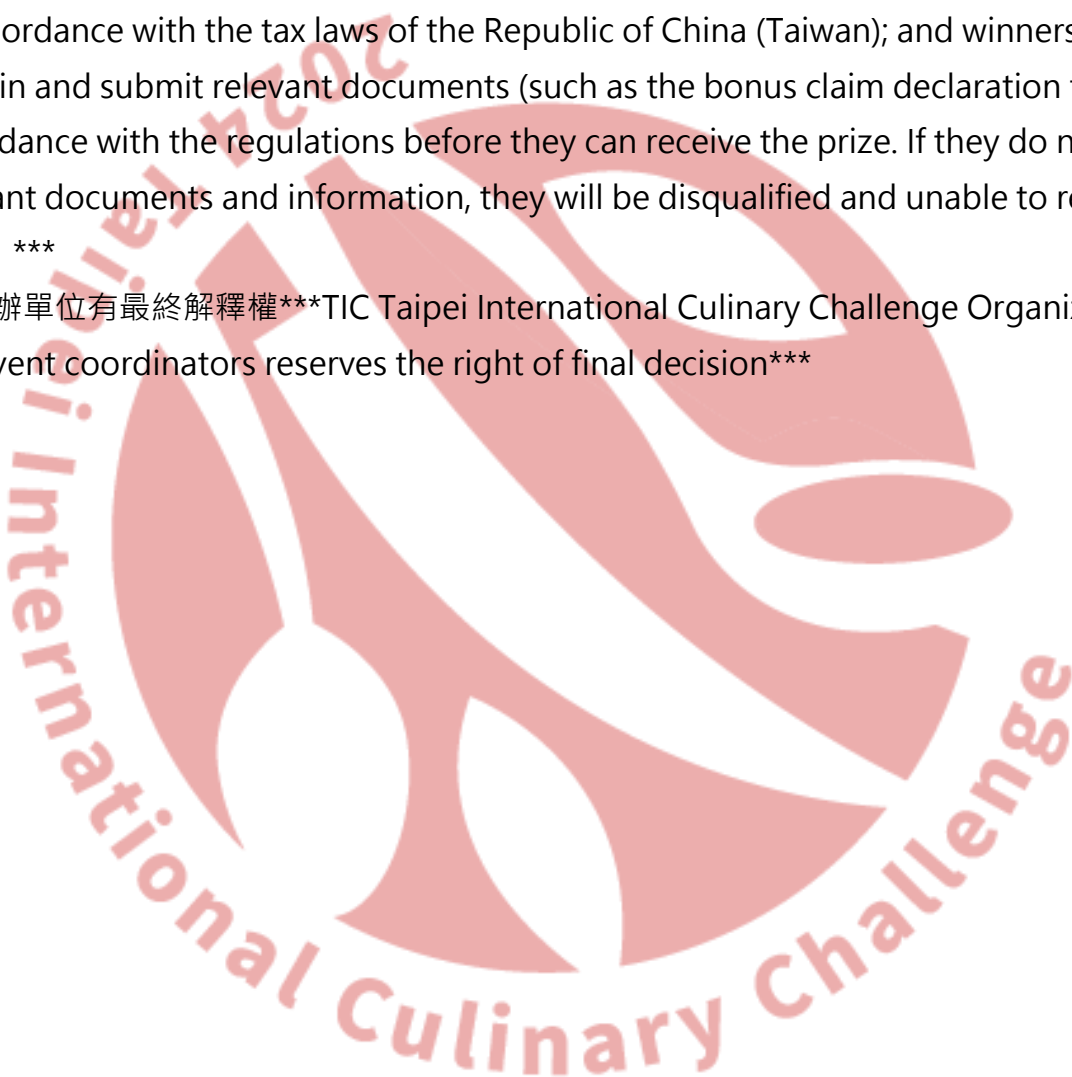 ordance with the tax laws of the Republic of China (Taiwan); and winners
in and submit relevant documents (such as the bonus claim declaration
dance with the regulations before they can receive the prize. If they do n
ant documents and information, they will be disqualified and unable to re
***
辦單位有最終解釋權***TIC Taipei International Culinary Challenge Organi
vent coordinators reserves the right of final decision***
2024 Taipei International Culinary Challenge